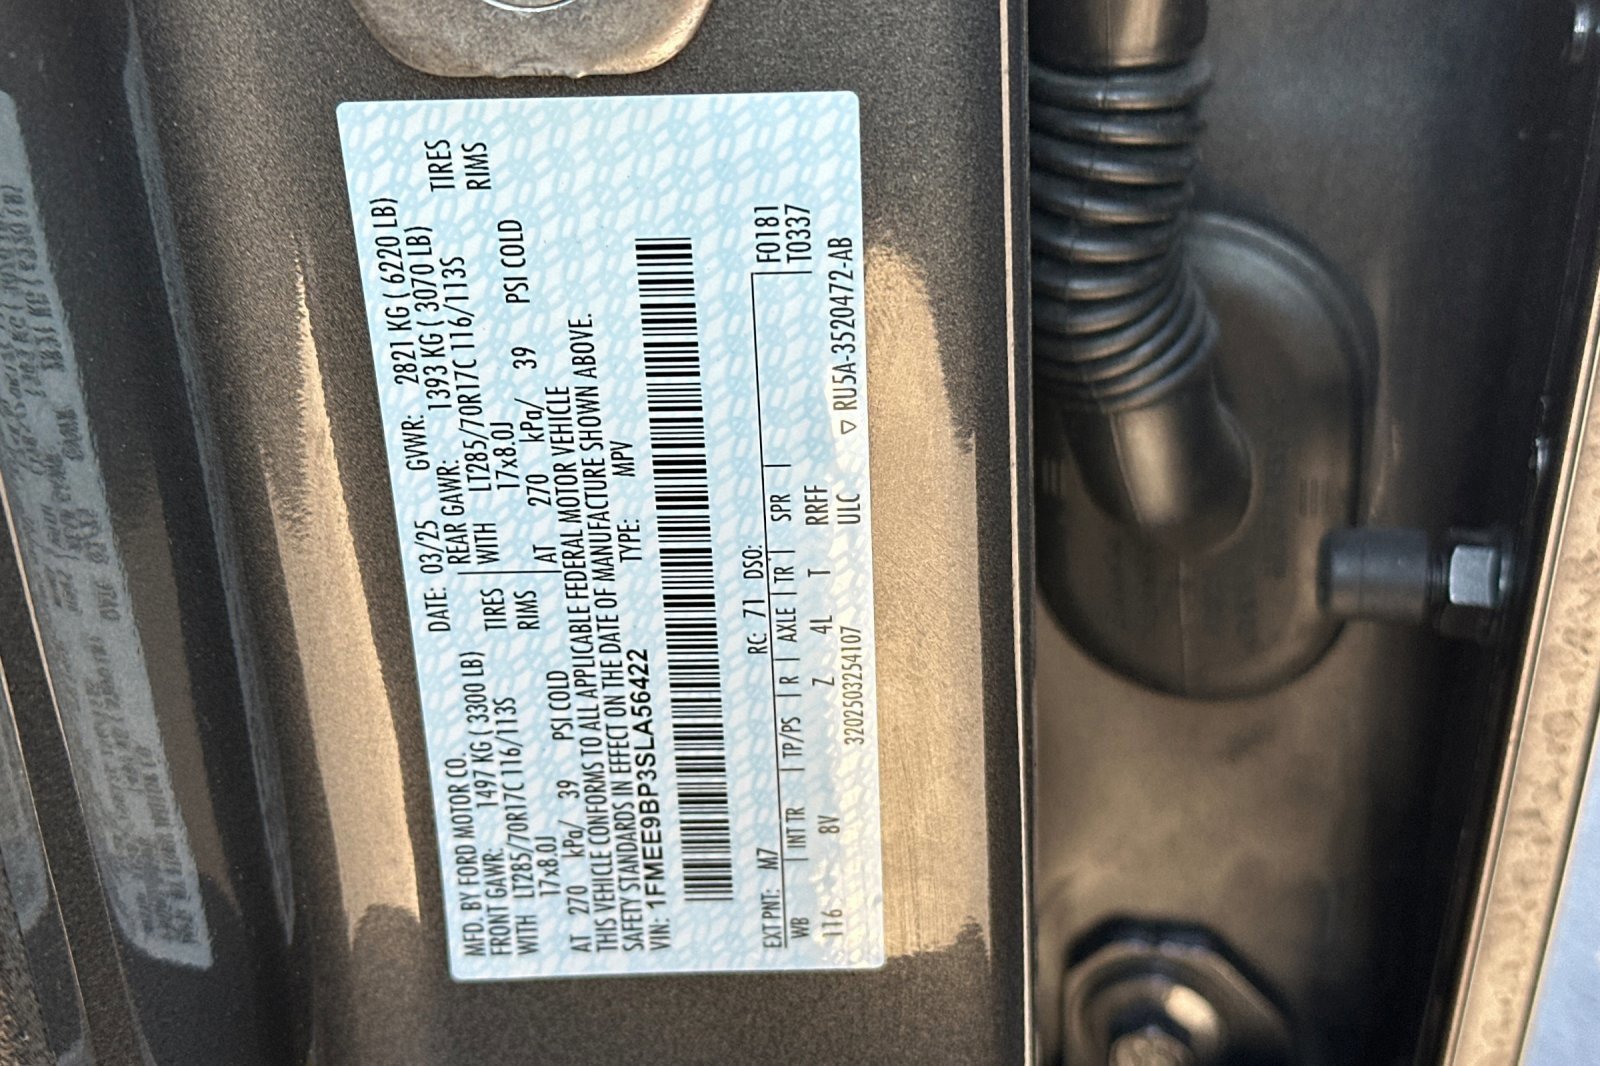 MFD. BY FORD MOTOR CO. DATE: 03/25 GVWR: 2821 KG ( 6220 LB)
FRONT GAWR: 1497 KG ( 3300 LB) REAR GAWR: 1393 KG ( 3070 LB)
WITH LT285/70R17C 116/113S TIRES WITH LT285/70R17C 116/113S TIRES
17x8.0J RIMS 17x8.0J RIMS
AT 270 kPa/ 39 PSI COLD AT 270 kPa/ 39 PSI COLD
THIS VEHICLE CONFORMS TO ALL APPLICABLE FEDERAL MOTOR VEHICLE
SAFETY STANDARDS IN EFFECT ON THE DATE OF MANUFACTURE SHOWN ABOVE.
VIN: 1FMEE9BP3SLA56422 TYPE: MPV
EXT PNT: M7 RC: 71 DSO: F0181
WB INT TR TP/PS R AXLE TR SPR T0337
116 8V Z 4L T RRFF
3202503254107 ULC ▽ RU5A-3520472-AB